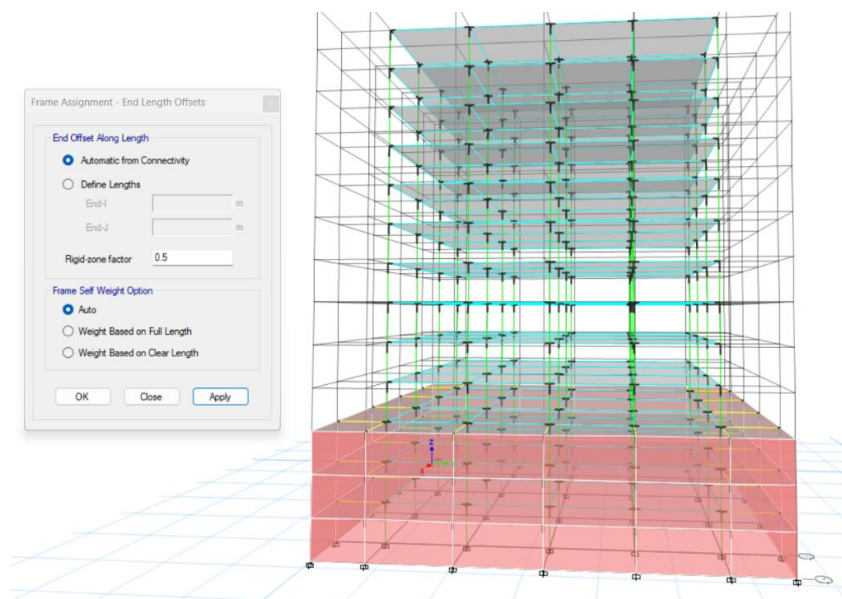 Frame Assignment - End Length Offsets
End Offset Along Length
Automatic from Connectivity
Define Lengths
End-I m
End-J m
Rigid-zone factor 0.5
Frame Self Weight Option
Auto
Weight Based on Full Length
Weight Based on Clear Length
OK Close Apply
Z
X